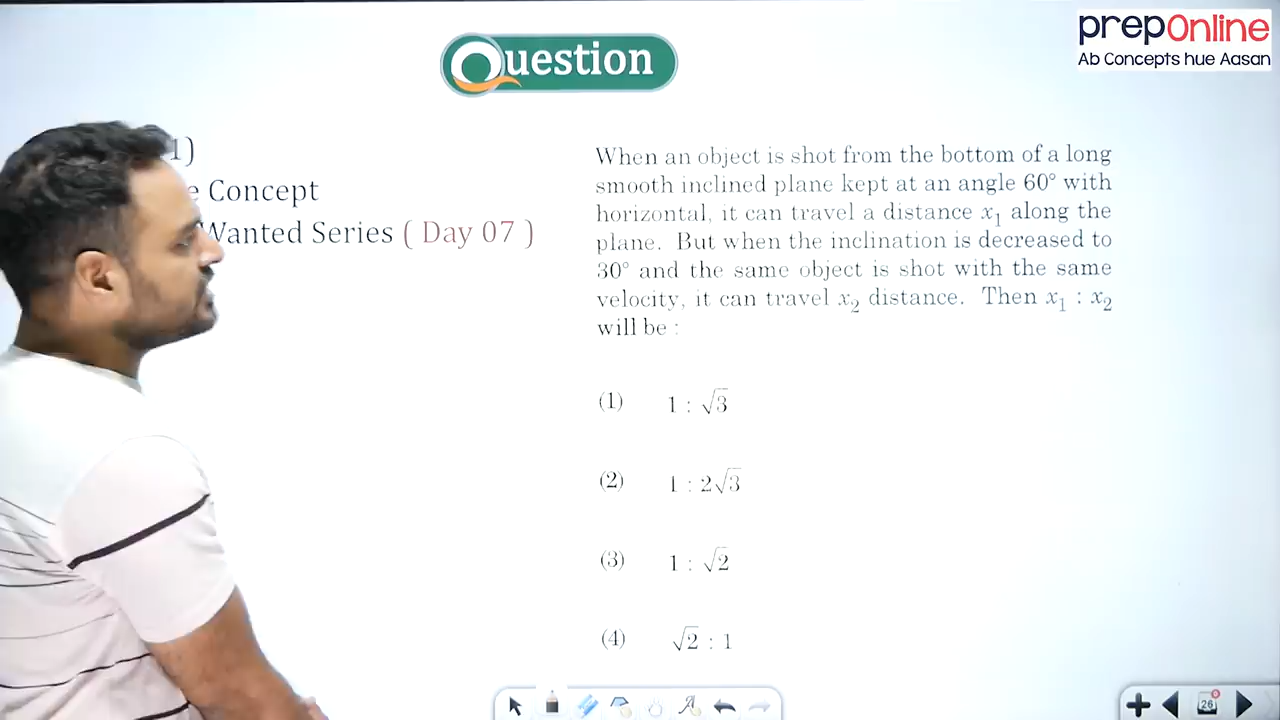 prepOnline
Ab Concepts hue Aasan
Question
1)
Concept
Wanted Series ( Day 07 )
When an object is shot from the bottom of a long
smooth inclined plane kept at an angle 60° with
horizontal, it can travel a distance x₁ along the
plane. But when the inclination is decreased to
30° and the same object is shot with the same
velocity, it can travel x₂ distance. Then x₁ : x₂
will be :
(1) 1 : √3
(2) 1 : 2√3
(3) 1 : √2
(4) √2 : 1
26